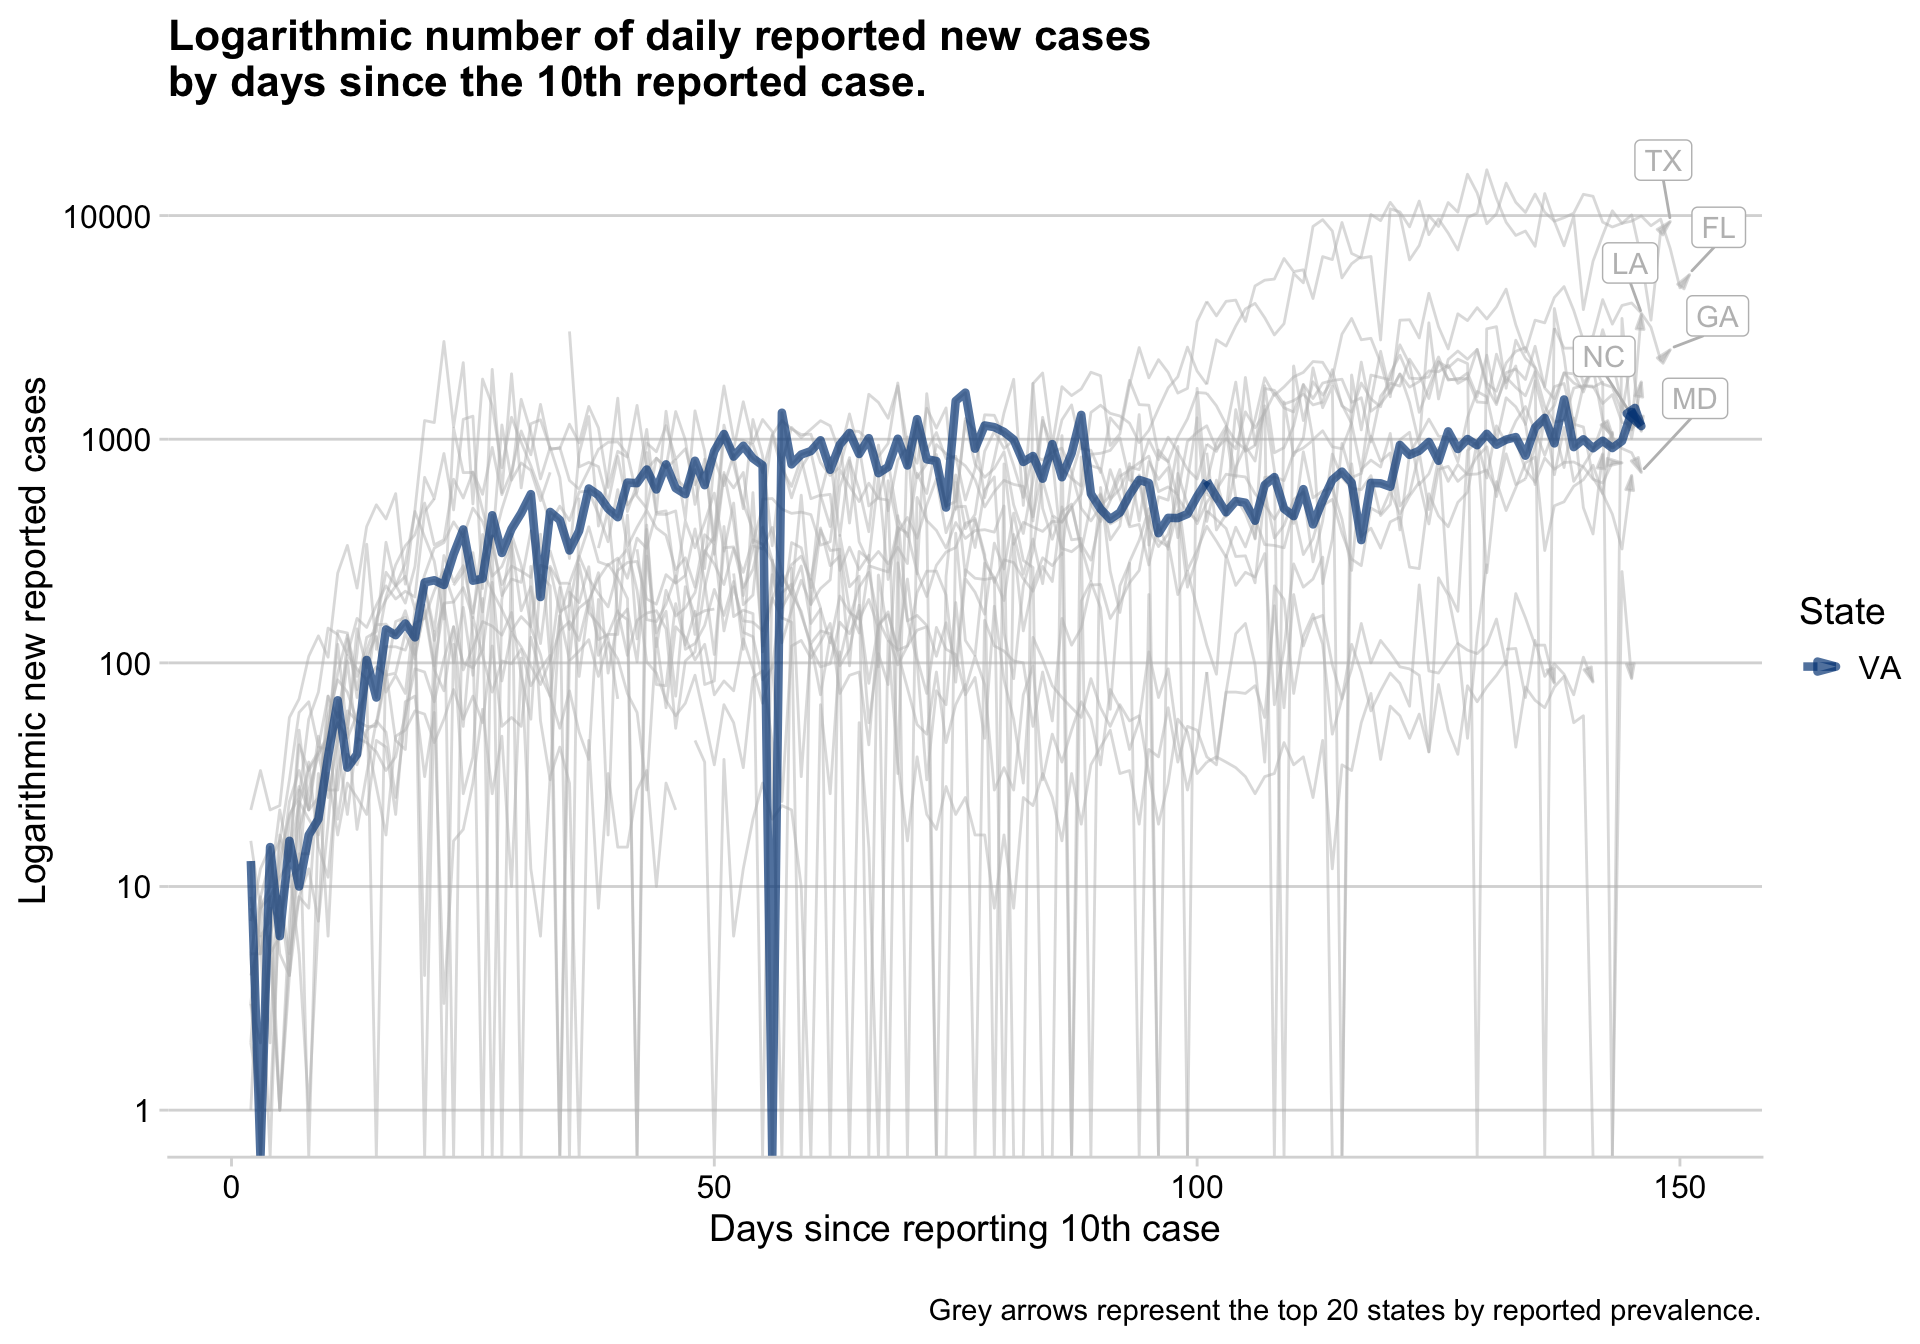 Logarithmic number of daily reported new cases
by days since the 10th reported case.
Logarithmic new reported cases
10000
1000
100
10
1
TX
FL
LA
GA
NC
MD
State
VA
0
50
100
150
Days since reporting 10th case
Grey arrows represent the top 20 states by reported prevalence.